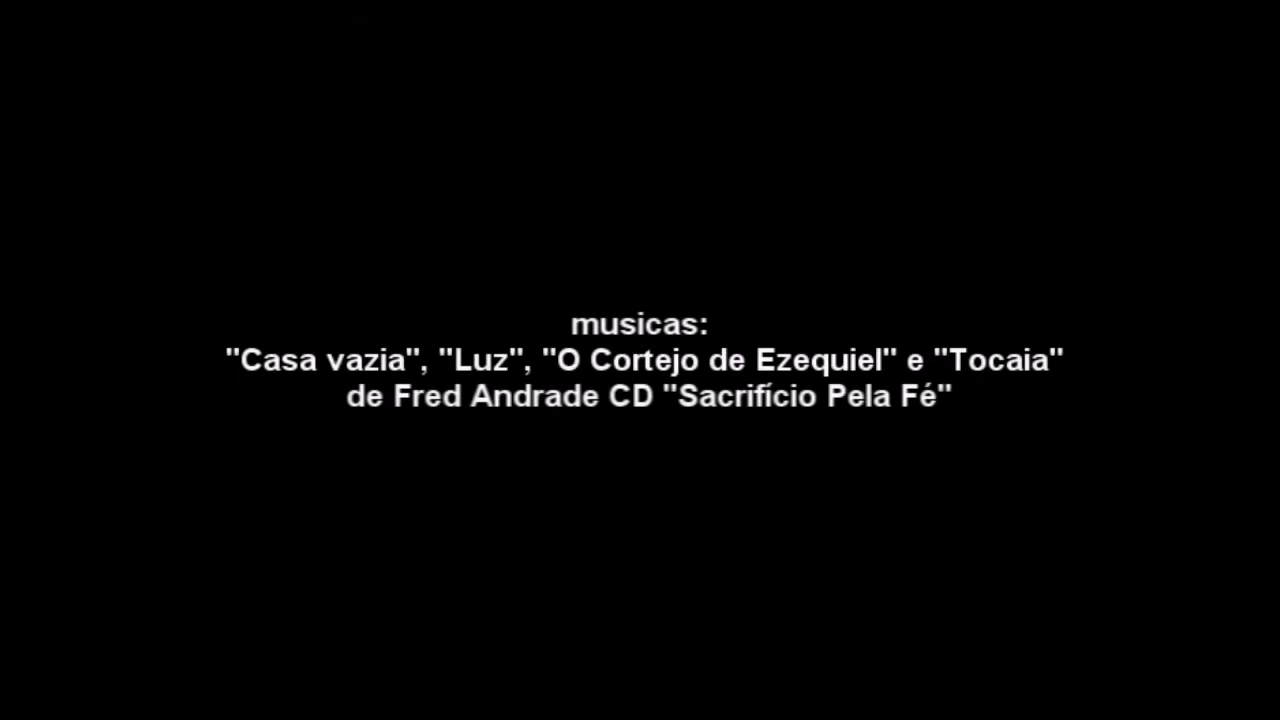 musicas:
"Casa vazia", "Luz", "O Cortejo de Ezequiel" e "Tocaia"
de Fred Andrade CD "Sacrifício Pela Fé"